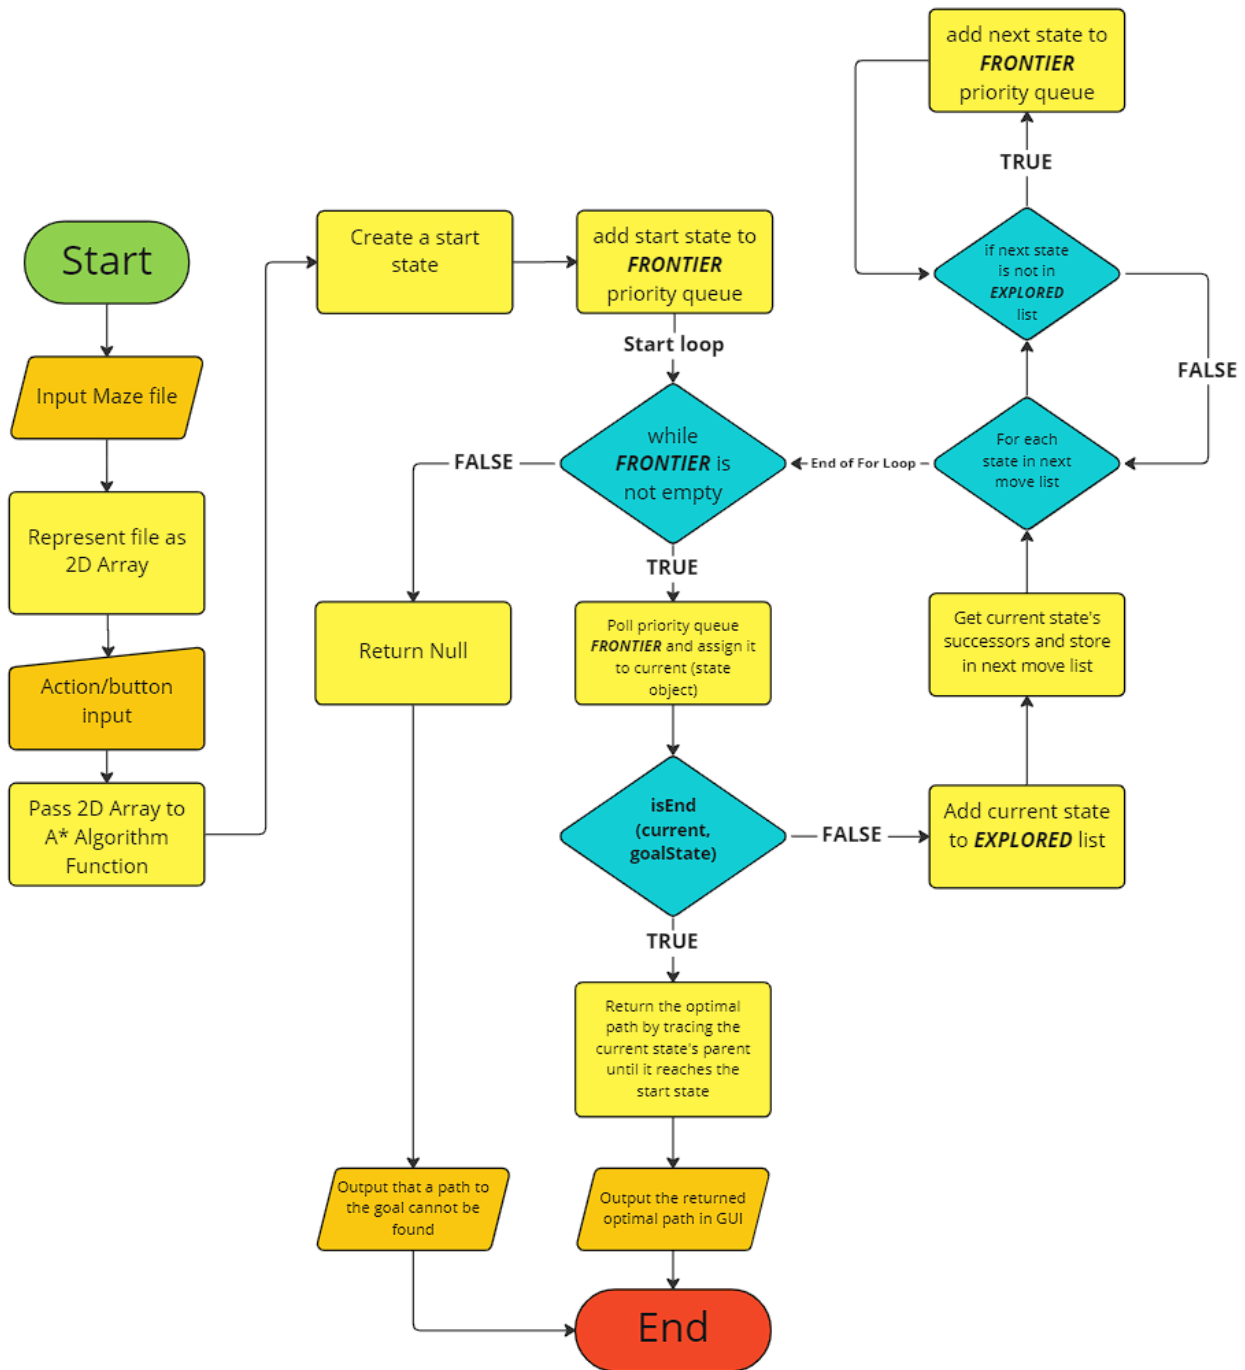 Start
Input Maze file
Represent file as
2D Array
Action/button
input
Pass 2D Array to
A* Algorithm
Function
Create a start
state
add start state to
FRONTIER
priority queue
Start loop
while
FRONTIER is
not empty
FALSE
Return Null
Output that a path to
the goal cannot be
found
TRUE
Poll priority queue
FRONTIER and assign it
to current (state
object)
isEnd
(current,
goalState)
TRUE
Return the optimal
path by tracing the
current state's parent
until it reaches the
start state
Output the returned
optimal path in GUI
End
FALSE
Add current state
to EXPLORED list
Get current state's
successors and store
in next move list
For each
state in next
move list
End of For Loop
if next state
is not in
EXPLORED
list
TRUE
add next state to
FRONTIER
priority queue
FALSE